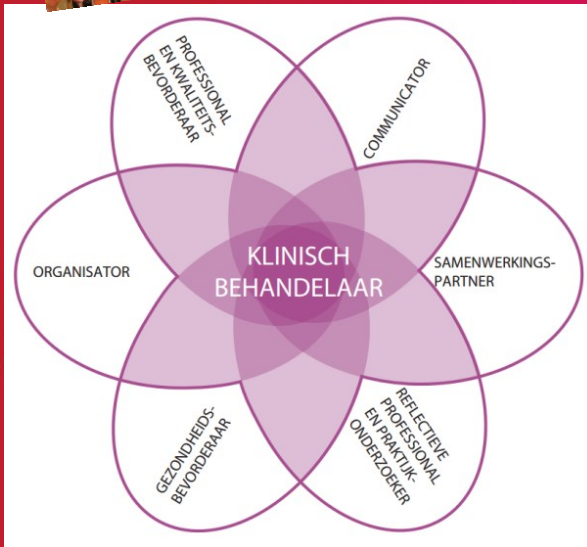 PROFESSIONAL
EN KWALITEITS-
BEVORDERAAR
COMMUNICATOR
ORGANISATOR
KLINISCH
BEHANDELAAR
SAMENWERKINGS-
PARTNER
GEZONDHEIDS-
BEVORDERAAR
REFLECTIEVE
PROFESSIONAL
EN PRAKTIJK-
ONDERZOEKER